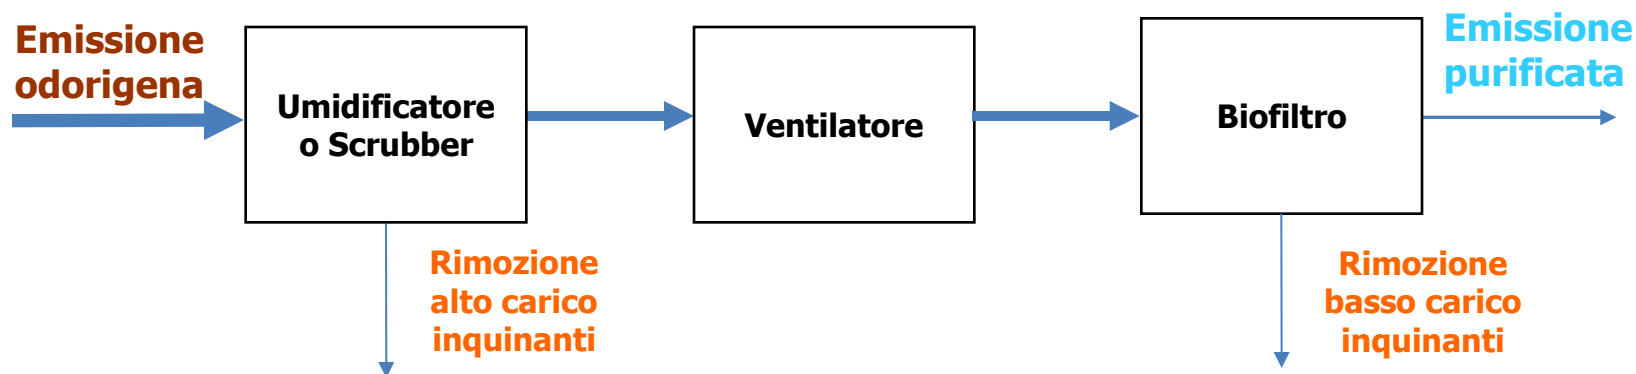 Emissione
odorigena
Umidificatore
o Scrubber
Ventilatore
Biofiltro
Emissione
purificata
Rimozione
alto carico
inquinanti
Rimozione
basso carico
inquinanti